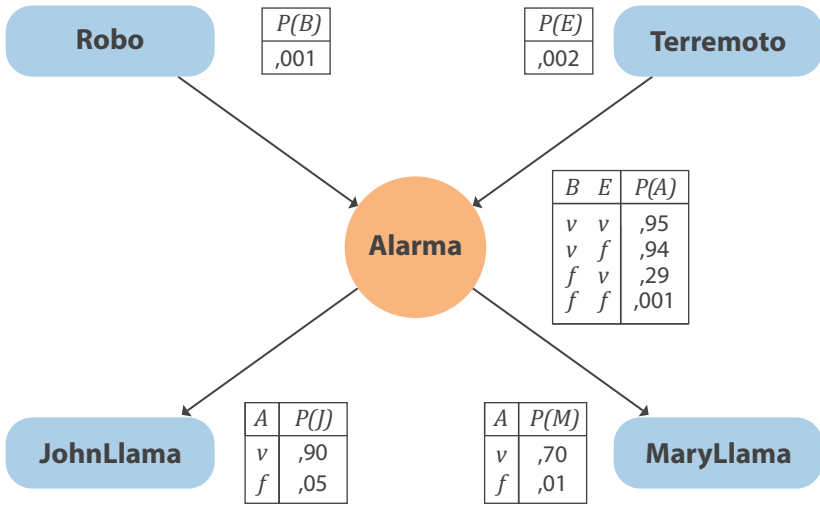 Robo
P(B)
,001
P(E)
,002
Terremoto
B E P(A)
v v ,95
v f ,94
f v ,29
f f ,001
Alarma
JohnLlama
A P(J)
v ,90
f ,05
A P(M)
v ,70
f ,01
MaryLlama